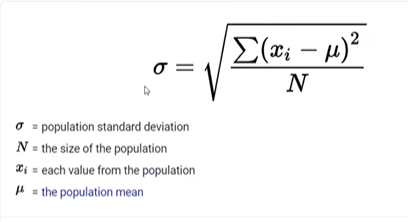 σ = √(∑(xᵢ − μ)² / N)
σ = population standard deviation
N = the size of the population
xᵢ = each value from the population
μ = the population mean